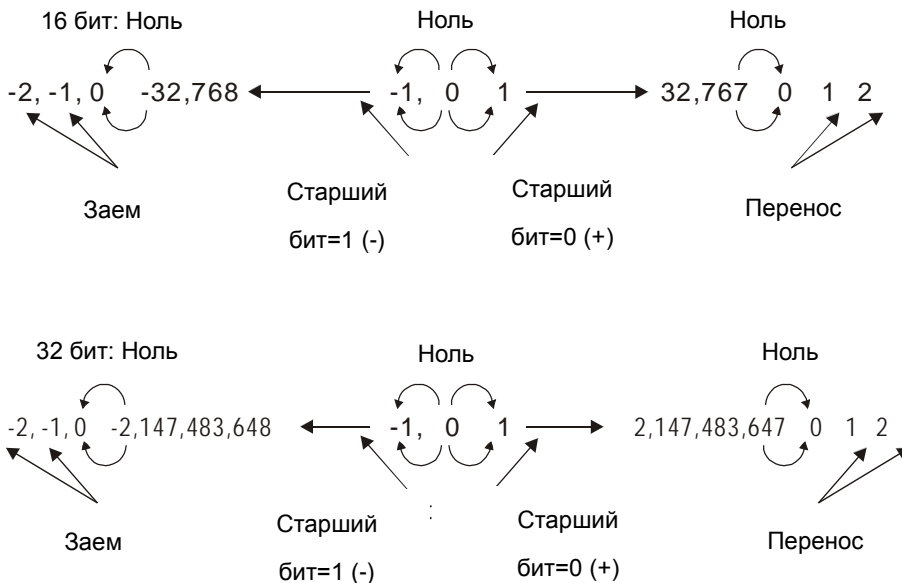 16 бит: Ноль Ноль Ноль
-2, -1, 0 -32,768 -1, 0 1 32,767 0 1 2
Заем Старший бит=1 (-) Старший бит=0 (+) Перенос
32 бит: Ноль Ноль Ноль
-2, -1, 0 -2,147,483,648 -1, 0 1 2,147,483,647 0 1 2
:
Заем Старший бит=1 (-) Старший бит=0 (+) Перенос